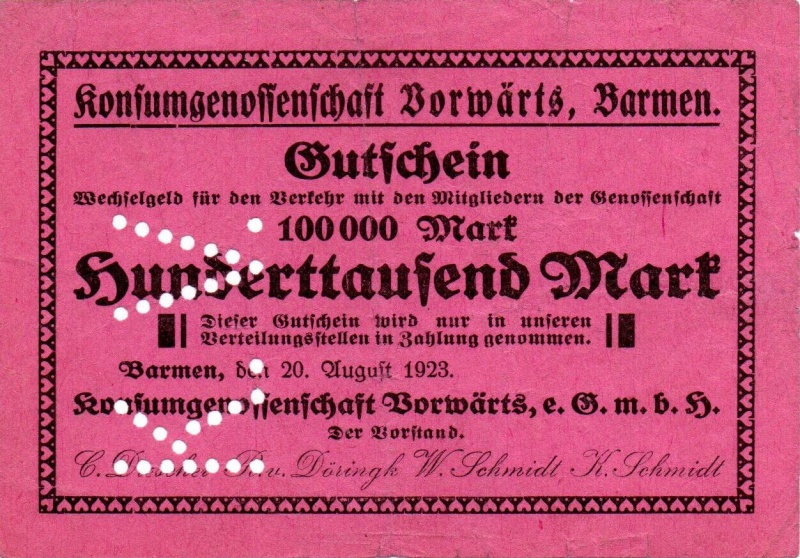 Konsumgenossenschaft Vorwärts, Barmen.
Gutschein
Wechselgeld für den Verkehr mit den Mitgliedern der Genossenschaft
100000 Mark
Hunderttausend Mark
Dieser Gutschein wird nur in unseren
Verteilungsstellen in Zahlung genommen.
Barmen, den 20. August 1923.
Konsumgenossenschaft Vorwärts, e. G. m. b. H.
Der Vorstand.
C. R. v. Döringk W. Schmidt K. Schmidt